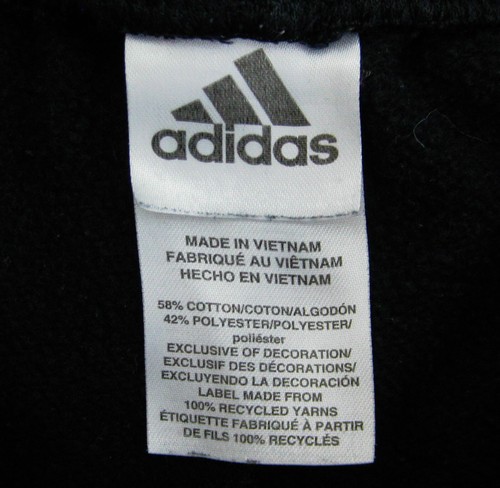 adidas
MADE IN VIETNAM
FABRIQUÉ AU VIÊTNAM
HECHO EN VIETNAM
58% COTTON/COTON/ALGODÓN
42% POLYESTER/POLYESTER/
poliéster
EXCLUSIVE OF DECORATION/
EXCLUSIF DES DÉCORATIONS/
EXCLUYENDO LA DECORACIÓN
LABEL MADE FROM
100% RECYCLED YARNS
ÉTIQUETTE FABRIQUÉ À PARTIR
DE FILS 100% RECYCLÉS